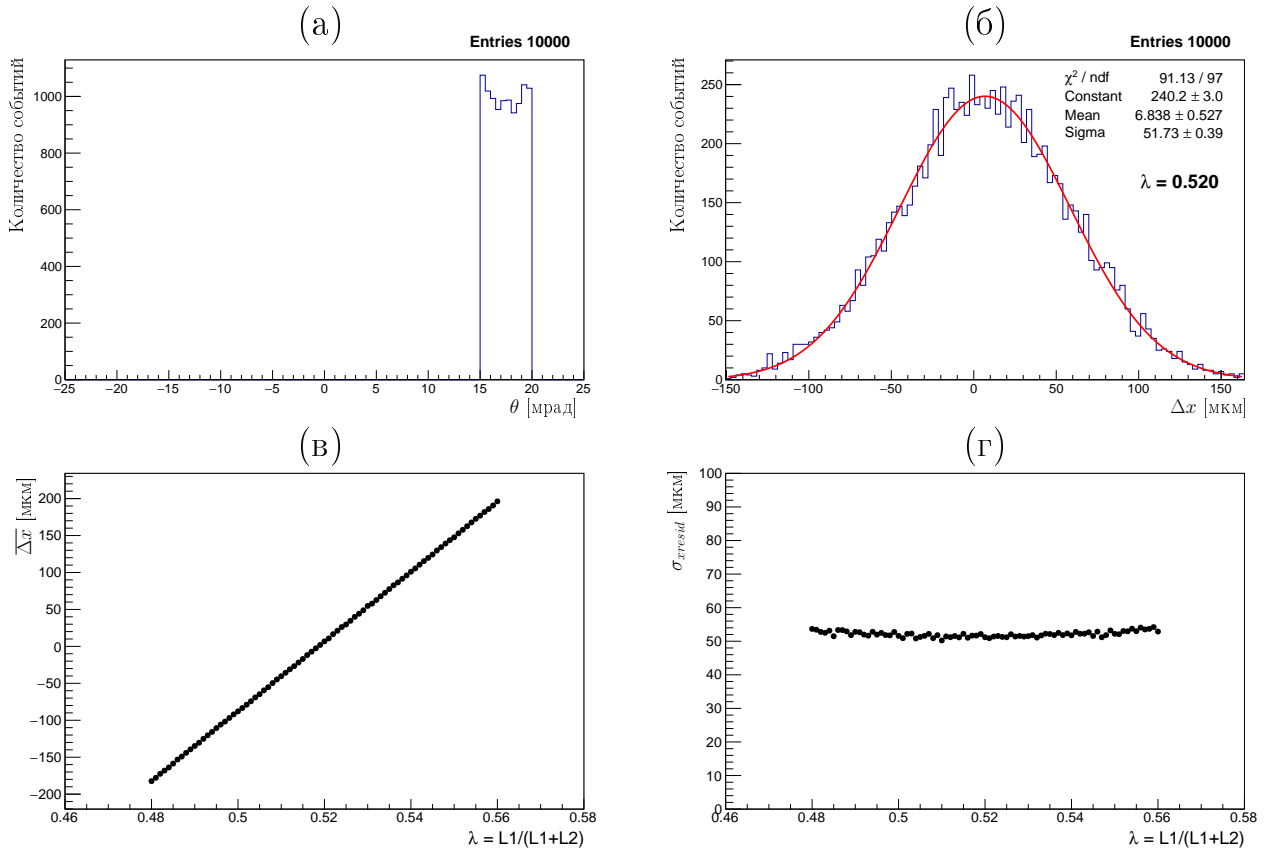 (а)
Entries 10000
Количество событий
1000
800
600
400
200
0
−25 −20 −15 −10 −5 0 5 10 15 20 25
θ [мрад]
(б)
Entries 10000
Количество событий
250
200
150
100
50
0
χ² / ndf 91.13 / 97
Constant 240.2 ± 3.0
Mean 6.838 ± 0.527
Sigma 51.73 ± 0.39
λ = 0.520
−150 −100 −50 0 50 100 150
Δx [мкм]
(в)
Δx [мкм]
200
150
100
50
0
−50
−100
−150
−200
0.46 0.48 0.5 0.52 0.54 0.56 0.58
λ = L1/(L1+L2)
(г)
σxresid [мкм]
100
90
80
70
60
50
40
30
20
10
0
0.46 0.48 0.5 0.52 0.54 0.56 0.58
λ = L1/(L1+L2)